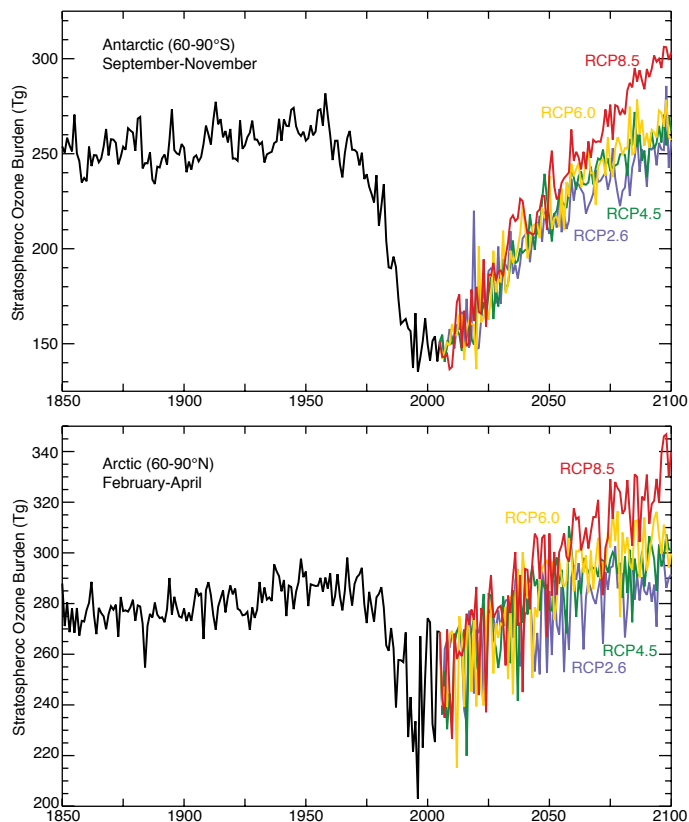 Antarctic (60-90°S)
September-November
RCP8.5
RCP6.0
RCP4.5
RCP2.6
Stratospheroc Ozone Burden (Tg)
300
250
200
150
1850 1900 1950 2000 2050 2100
Arctic (60-90°N)
February-April
RCP8.5
RCP6.0
RCP4.5
RCP2.6
Stratospheroc Ozone Burden (Tg)
340
320
300
280
260
240
220
200
1850 1900 1950 2000 2050 2100